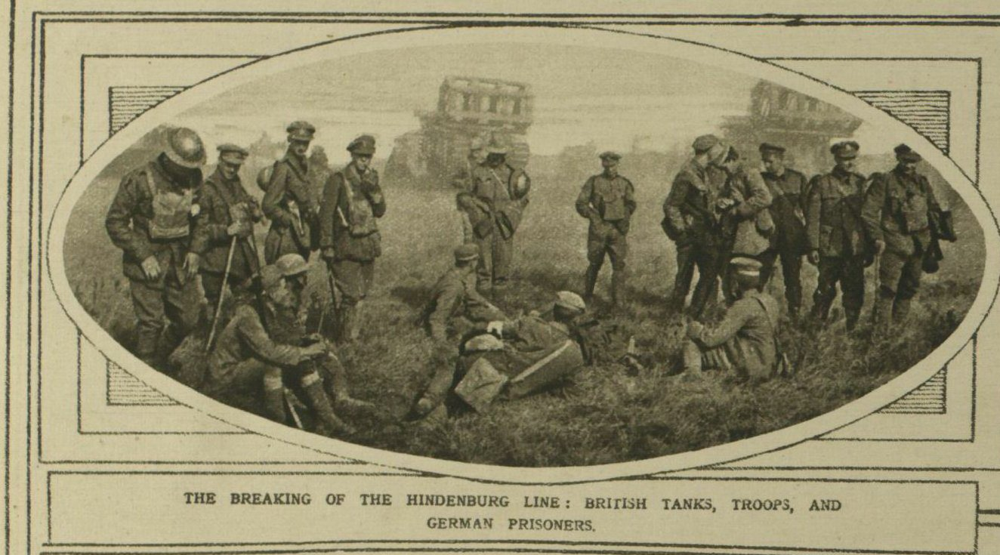 THE BREAKING OF THE HINDENBURG LINE: BRITISH TANKS, TROOPS, AND
GERMAN PRISONERS.